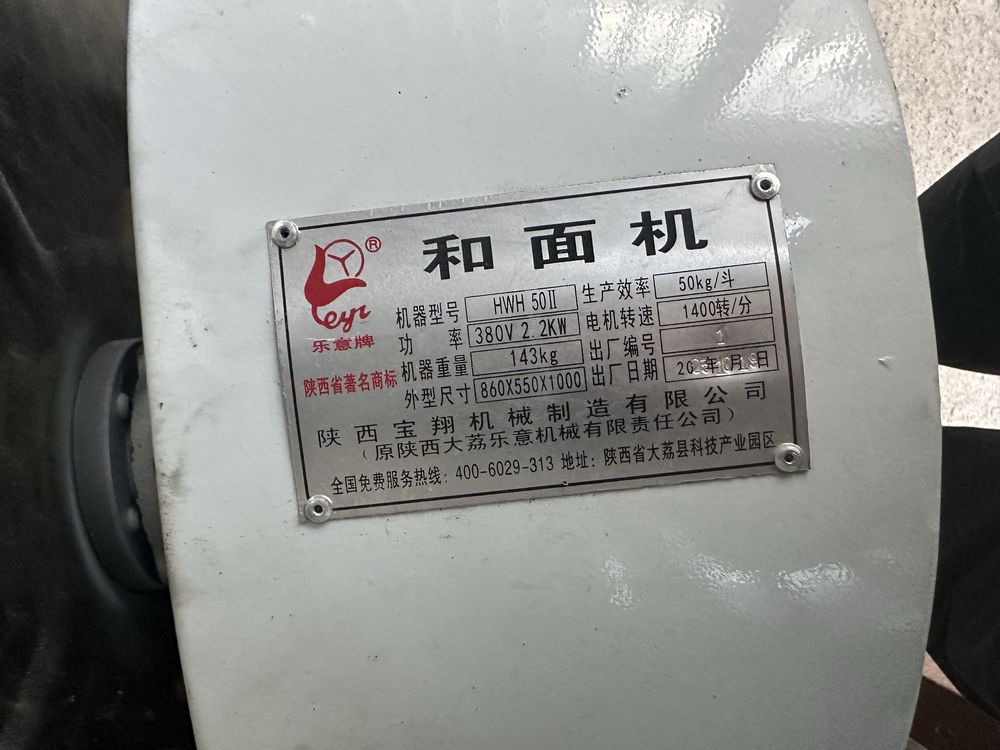 和面机
®
eyi
乐意牌
陕西省著名商标
机器型号 HWH 50Ⅱ 生产效率 50kg/斗
功率 380V 2.2KW 电机转速 1400转/分
机器重量 143kg 出厂编号 1
外型尺寸 860X550X1000 出厂日期 20 年 月 日
陕西宝翔机械制造有限公司
（原陕西大荔乐意机械有限责任公司）
全国免费服务热线：400-6029-313 地址：陕西省大荔县科技产业园区